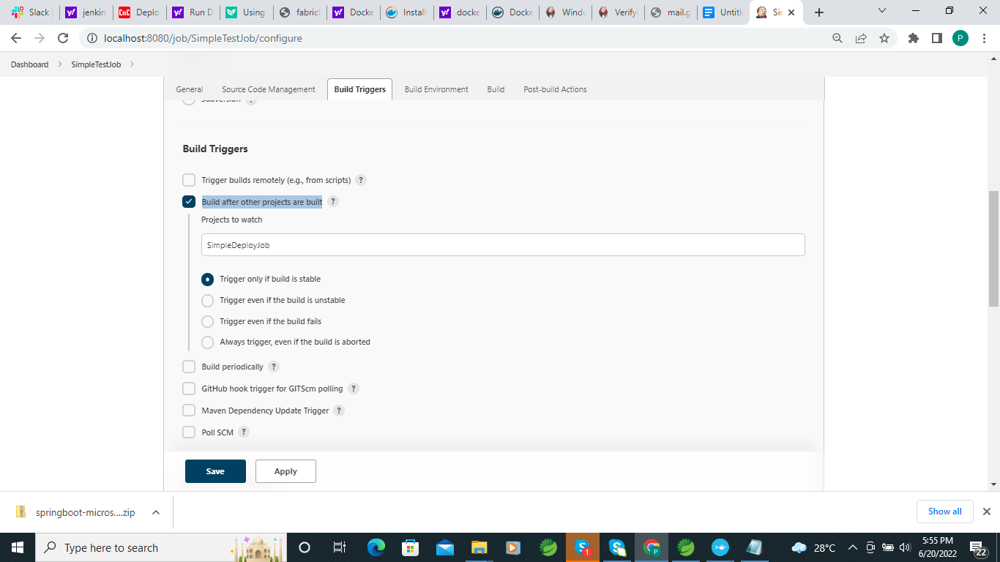 Slack
jenkin
CnC Deplo
Run D
Using
fabric8
Docke
Install
docke
Docke
Windo
Verify
mail.g
Untitl
Sir
localhost:8080/job/SimpleTestJob/configure
P
Dashboard
SimpleTestJob
General
Source Code Management
Build Triggers
Build Environment
Build
Post-build Actions
Subversion ?
Build Triggers
Trigger builds remotely (e.g., from scripts) ?
Build after other projects are built ?
Projects to watch
SimpleDeployJob
Trigger only if build is stable
Trigger even if the build is unstable
Trigger even if the build fails
Always trigger, even if the build is aborted
Build periodically ?
GitHub hook trigger for GITScm polling ?
Maven Dependency Update Trigger ?
Poll SCM ?
Save
Apply
springboot-micros....zip
Show all
Type here to search
1
P
28°C
5:55 PM
6/20/2022
22